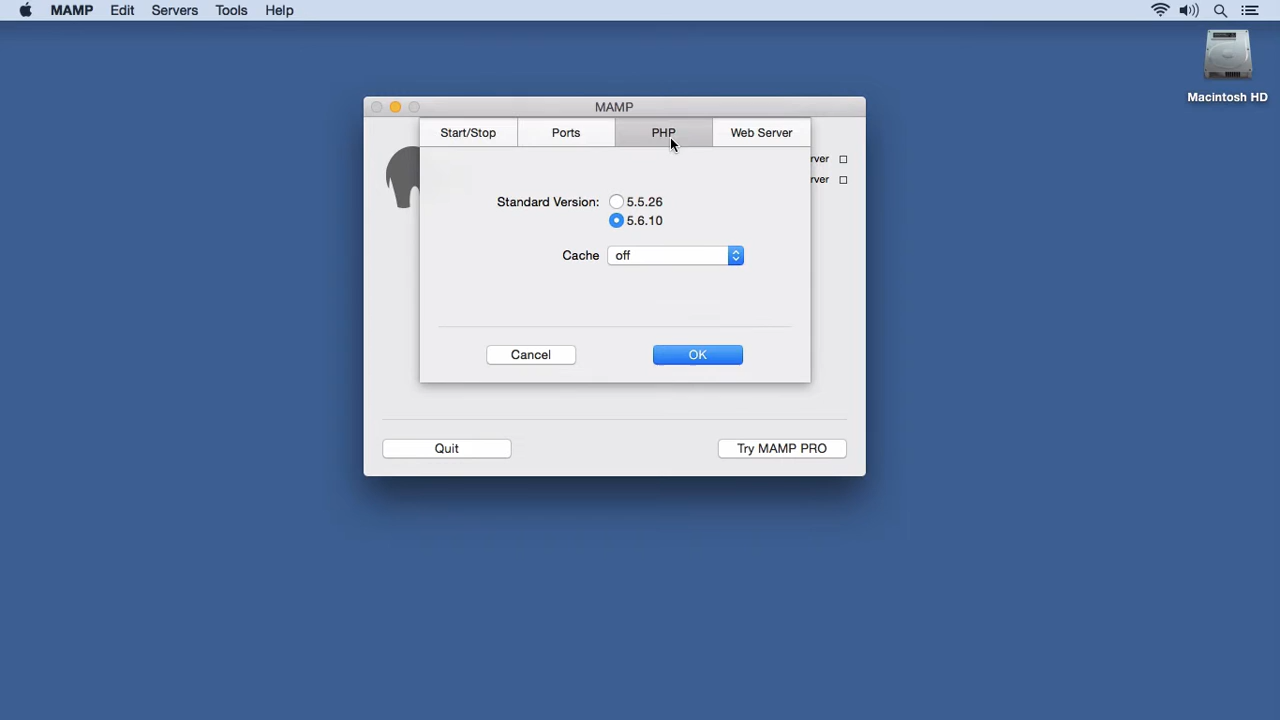 MAMP Edit Servers Tools Help
Macintosh HD
MAMP
Start/Stop Ports PHP Web Server
rver
rver
Standard Version: 5.5.26
5.6.10
Cache off
Cancel OK
Quit Try MAMP PRO